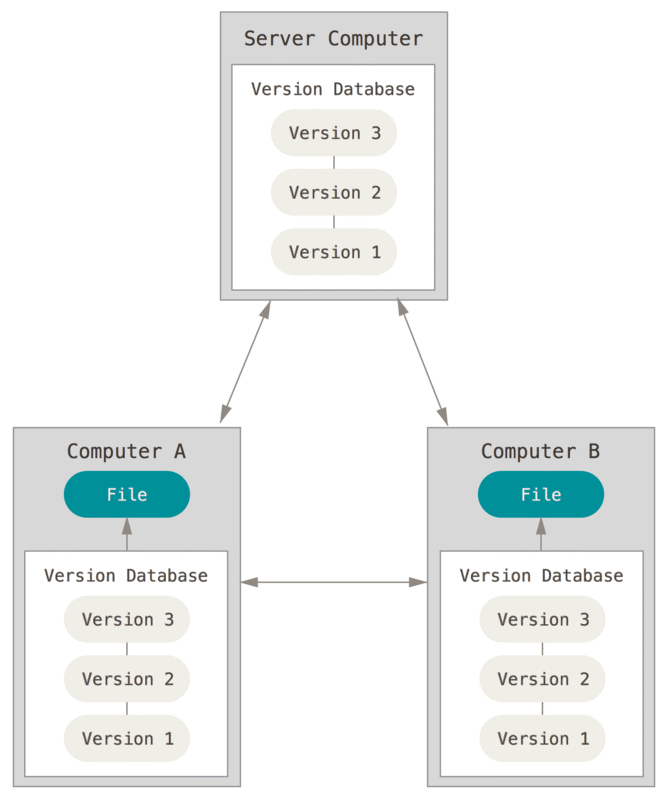 Server Computer
Version Database
Version 3
Version 2
Version 1
Computer A
File
Version Database
Version 3
Version 2
Version 1
Computer B
File
Version Database
Version 3
Version 2
Version 1